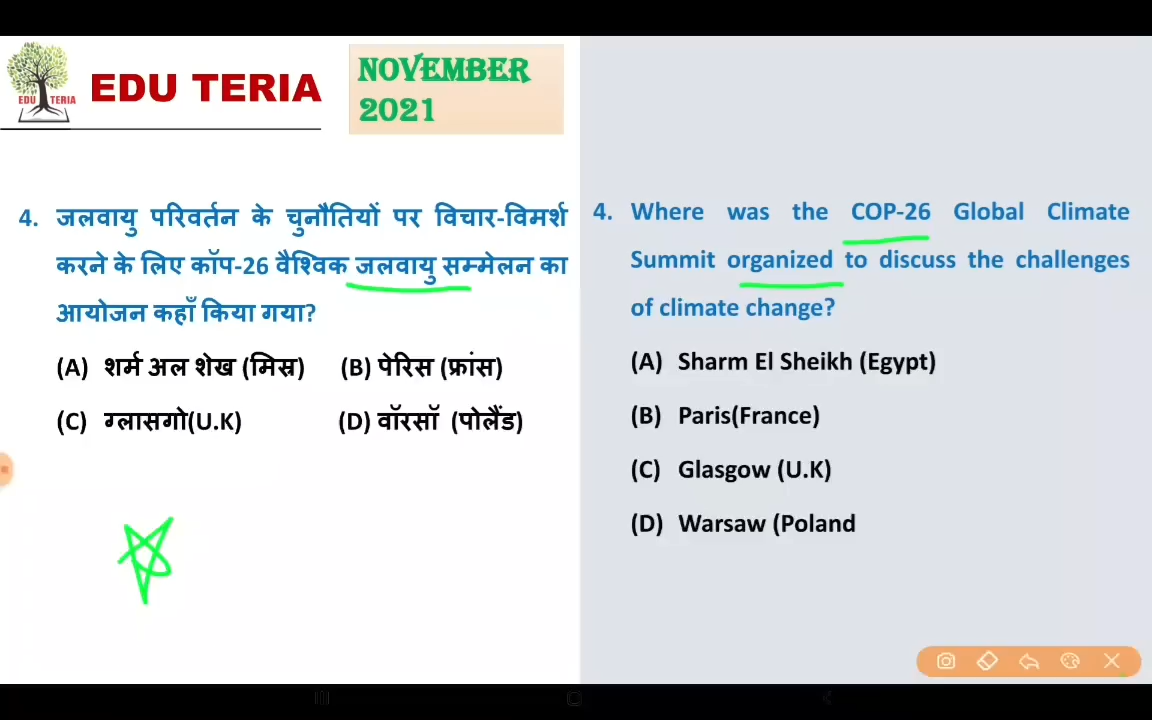 EDU TERIA
EDU TERIA
NOVEMBER
2021
4. जलवायु परिवर्तन के चुनौतियों पर विचार-विमर्श
करने के लिए कॉप-26 वैश्विक जलवायु सम्मेलन का
आयोजन कहाँ किया गया?
(A) शर्म अल शेख (मिस्र) (B) पेरिस (फ्रांस)
(C) ग्लासगो(U.K) (D) वॉरसॉ (पोलैंड)
4. Where was the COP-26 Global Climate
Summit organized to discuss the challenges
of climate change?
(A) Sharm El Sheikh (Egypt)
(B) Paris(France)
(C) Glasgow (U.K)
(D) Warsaw (Poland